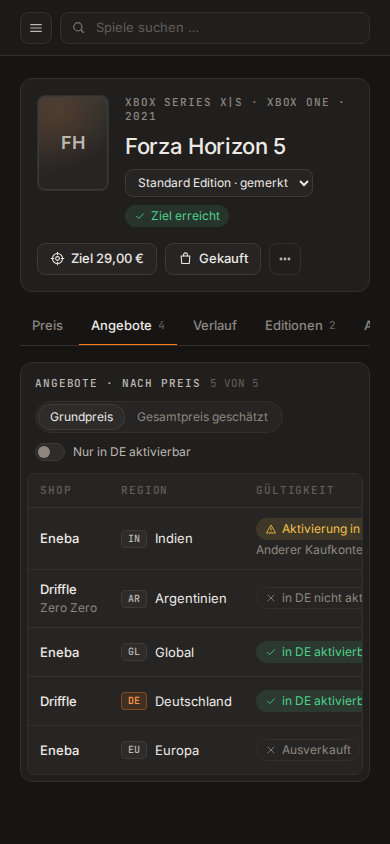 Spiele suchen ...
XBOX SERIES X|S · XBOX ONE ·
2021
FH
Forza Horizon 5
Standard Edition · gemerkt
Ziel erreicht
Ziel 29,00 €
Gekauft
Preis
Angebote 4
Verlauf
Editionen 2
ANGEBOTE · NACH PREIS 5 VON 5
Grundpreis
Gesamtpreis geschätzt
Nur in DE aktivierbar
SHOP REGION GÜLTIGKEIT
Eneba IN Indien Aktivierung in
Anderer Kaufkonte
Driffle
Zero Zero
AR Argentinien in DE nicht akt
Eneba GL Global in DE aktivierb
Driffle DE Deutschland in DE aktivierb
Eneba EU Europa Ausverkauft